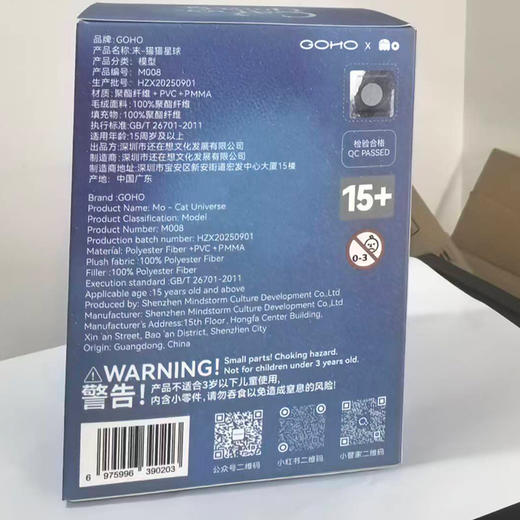 品牌: GOHO
产品名称:末-猫猫星球
产品分类: 模型
产品编号: M008
生产批号: HZX20250901
材质: 聚酯纤维 + PVC+PMMA
毛绒面料: 100%聚酯纤维
填充物: 100%聚酯纤维
执行标准: GB/T 26701-2011
适用年龄: 15周岁及以上
出品方: 深圳市还在想文化发展有限公司
制造商: 深圳市还在想文化发展有限公司
制造商地址: 深圳市宝安区新安街道宏发中心大厦15楼
产地: 中国广东
Brand :GOHO
Product Name: Mo - Cat Universe
Product Classification: Model
Product Number: M008
Production batch number: HZX20250901
Material: Polyester Fiber +PVC+PMMA
Plush fabric :100% Polyester Fiber
Filler :100% Polyester Fiber
Execution standard :GB/T 26701-2011
Applicable age :15 years old and above
Produced by: Shenzhen Mindstorm Culture Development Co.,Ltd
Manufacturer: Shenzhen Mindstorm Culture Development Co.,Ltd
Manufacturer's Address:15th Floor, Hongfa Center Building,
Xin 'an Street, Bao 'an District, Shenzhen City
Origin: Guangdong, China
GOHO X
检验合格
QC PASSED
15+
0-3
WARNING!
Small parts! Choking hazard.
Not for children under 3 years old.
警告!
产品不适合3岁以下儿童使用,
内含小零件,请勿吞食以免造成窒息的风险!
6 975996 390203
公众号二维码
小红书二维码
小管家二维码